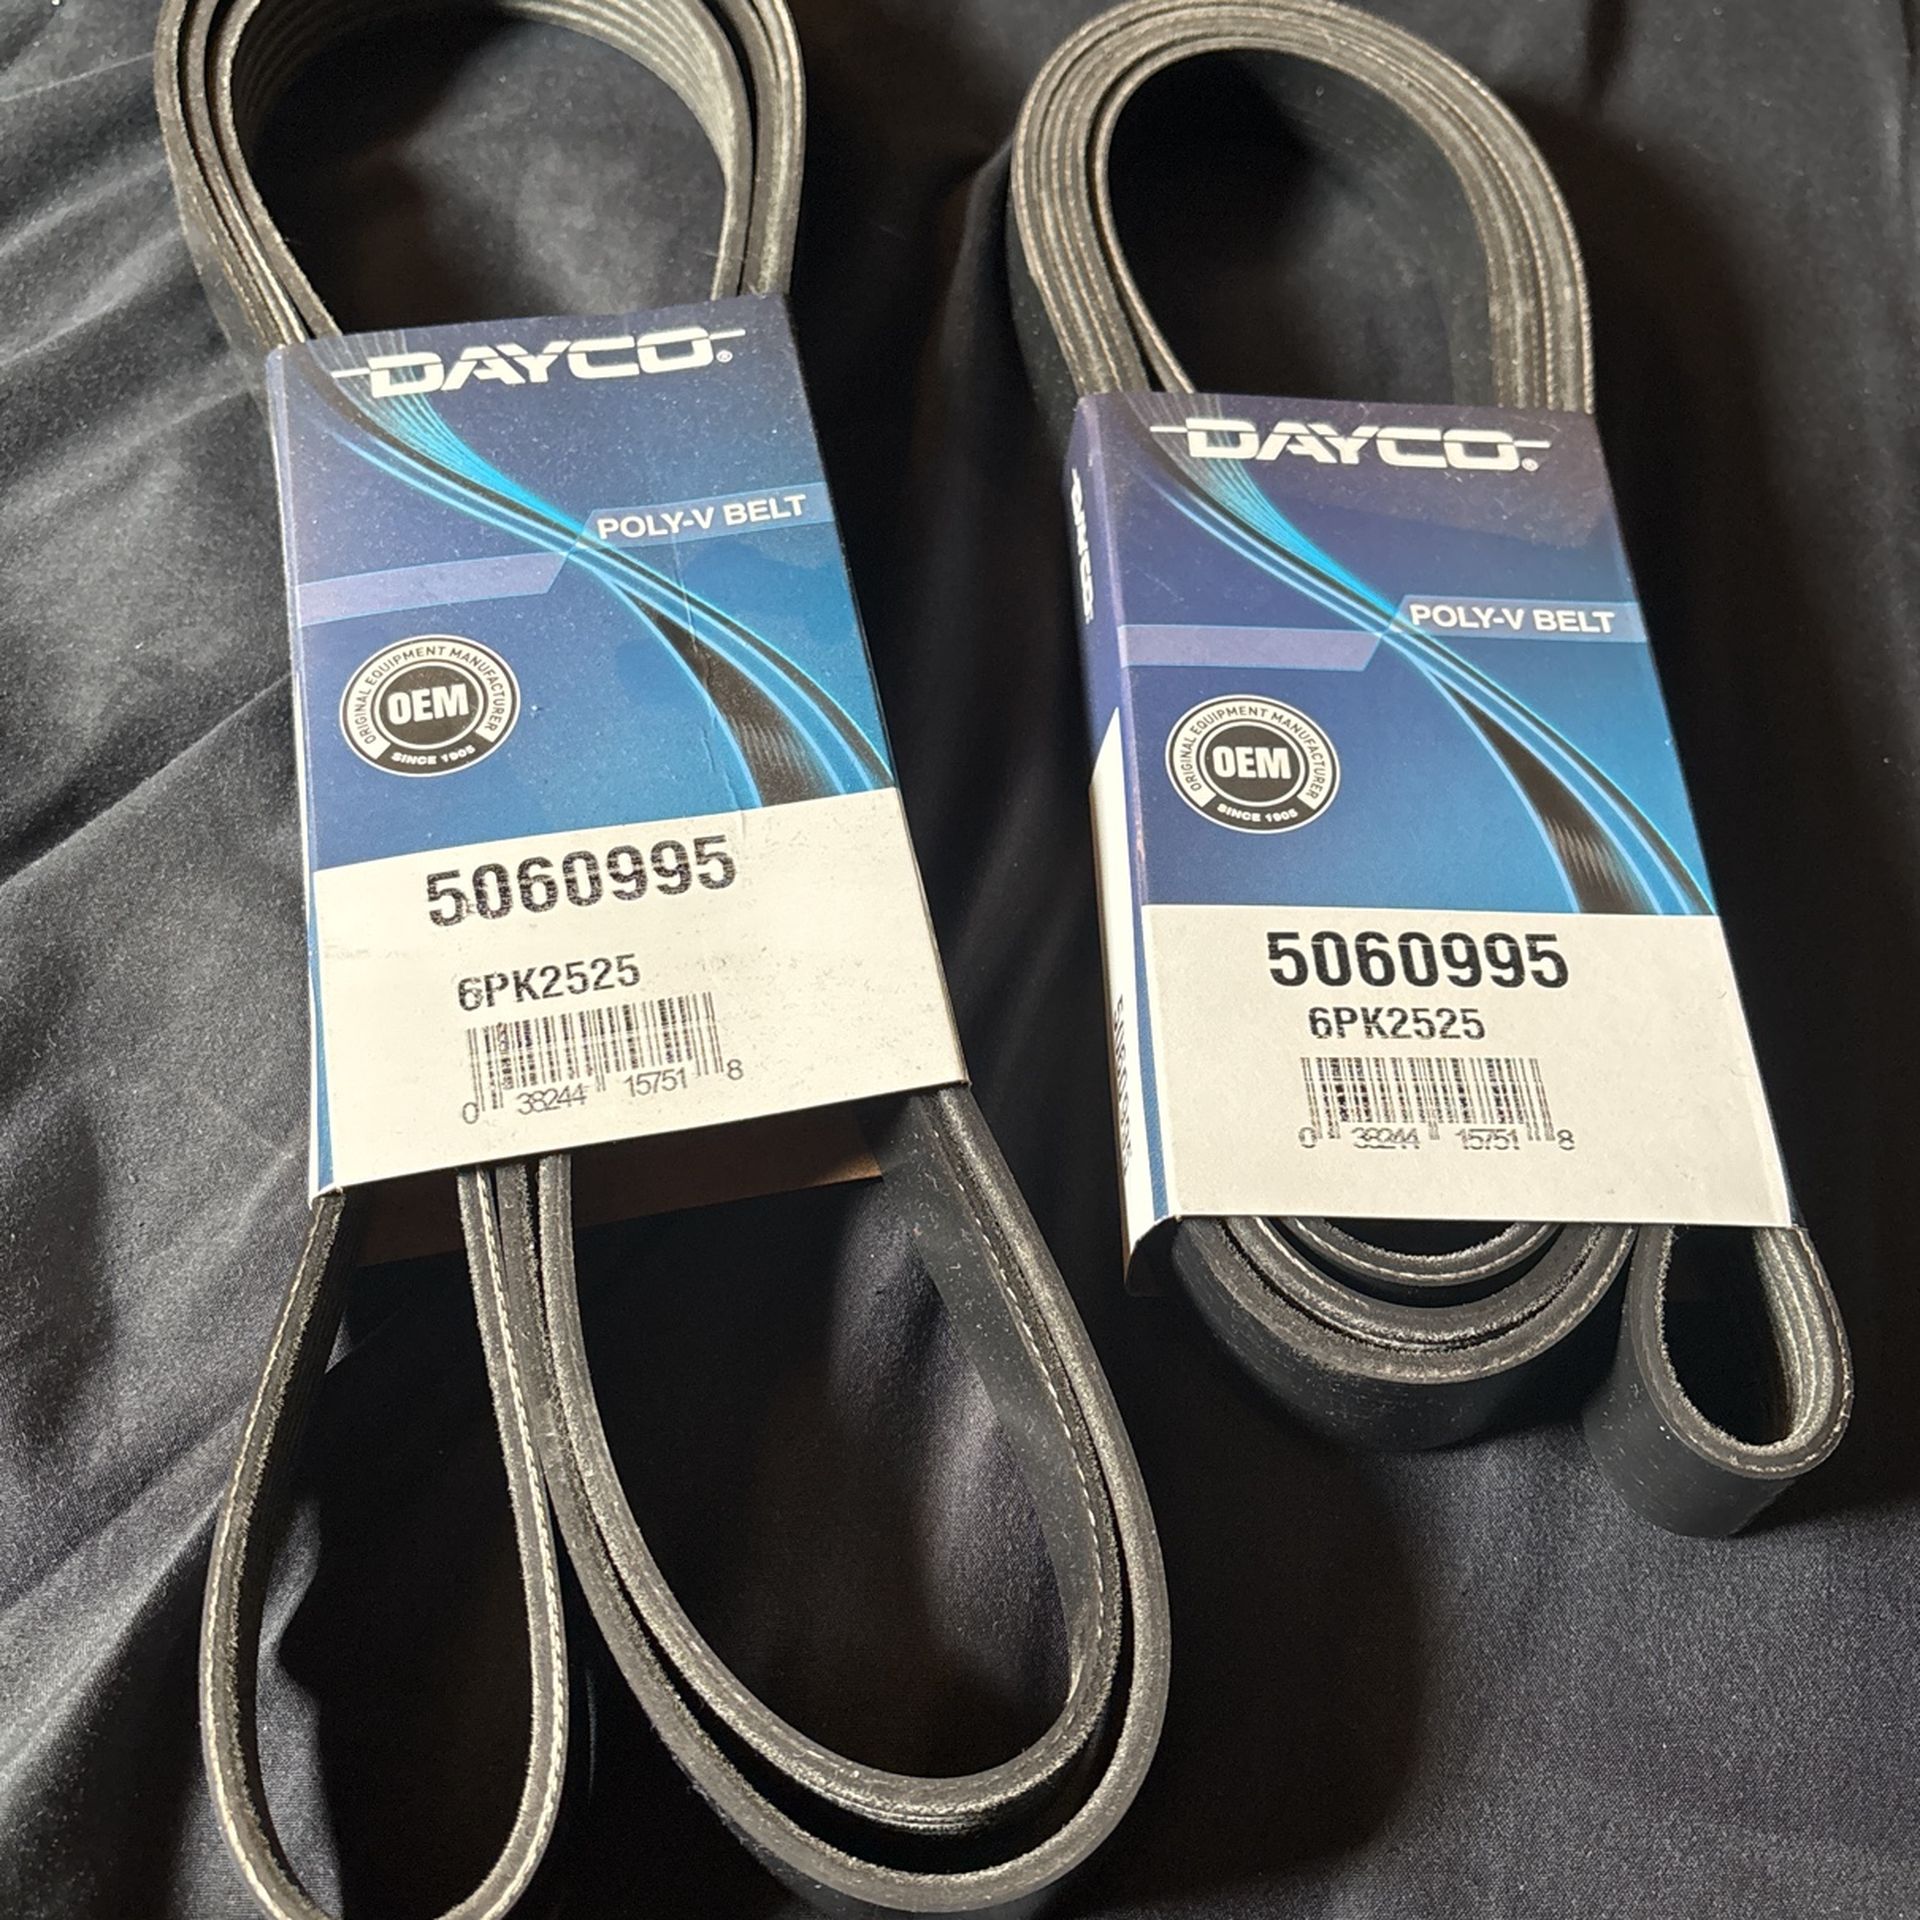 DAYCO®
POLY-V BELT
ORIGINAL EQUIPMENT MANUFACTURER
OEM
SINCE 1905
5060995
6PK2525
0 38244 15751 8
DAYCO®
DAYCO
POLY-V BELT
ORIGINAL EQUIPMENT MANUFACTURER
OEM
SINCE 1905
5060995
6PK2525
0 38244 15751 8